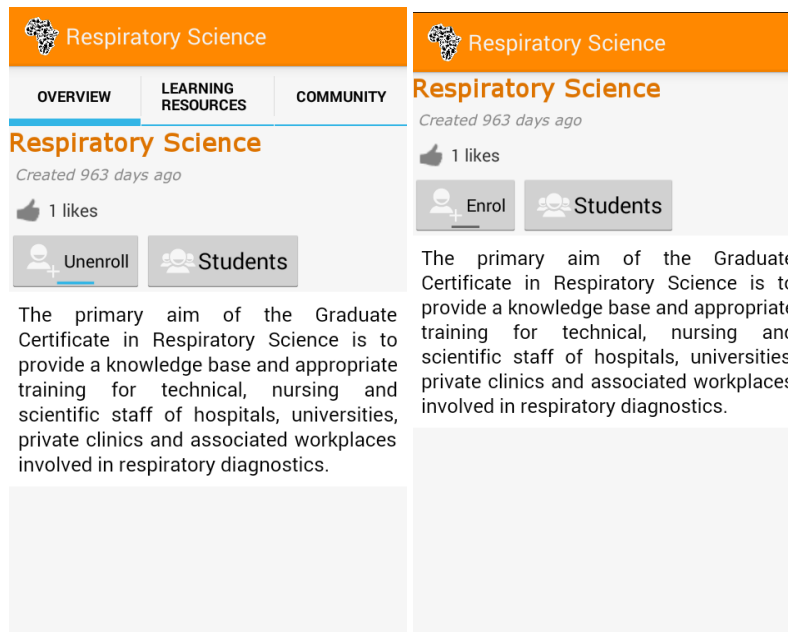 Respiratory Science
OVERVIEW
LEARNING
RESOURCES
COMMUNITY
Respiratory Science
Created 963 days ago
1 likes
Unenroll
Students
The primary aim of the Graduate
Certificate in Respiratory Science is to
provide a knowledge base and appropriate
training for technical, nursing and
scientific staff of hospitals, universities,
private clinics and associated workplaces
involved in respiratory diagnostics.
Respiratory Science
Respiratory Science
Created 963 days ago
1 likes
Enrol
Students
The primary aim of the Graduate
Certificate in Respiratory Science is to
provide a knowledge base and appropriate
training for technical, nursing and
scientific staff of hospitals, universities
private clinics and associated workplaces
involved in respiratory diagnostics.